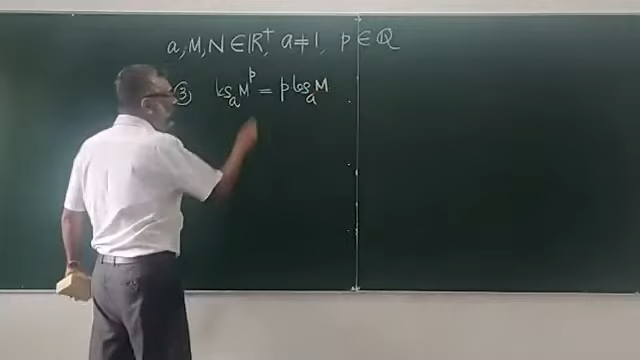 a, M, N ∈ ℝ⁺, a ≠ 1, p ∈ ℚ
③ log_a M^p = p log_a M